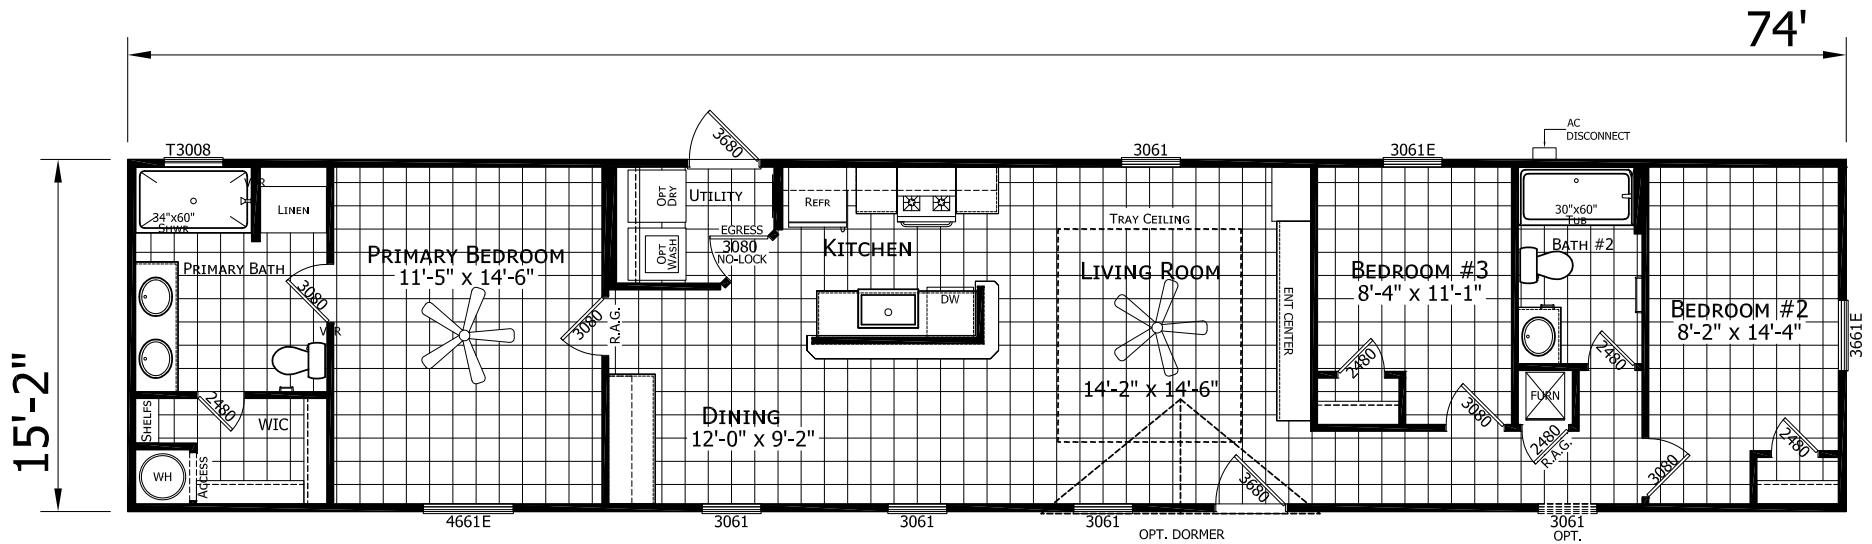 74'
15'-2"
T3008
3680
3061
3061E
AC
DISCONNECT
VTR
LINEN
34"x60"
SHWR
PRIMARY BATH
3080
VTR
2480
SHELFS
WIC
WH
ACCESS
PRIMARY BEDROOM
11'-5" x 14'-6"
3080
R.A.G.
4661E
OPT
DRY
UTILITY
OPT
WASH
EGRESS
3080
NO-LOCK
REFR
KITCHEN
DW
DINING
12'-0" x 9'-2"
3061
3061
TRAY CEILING
LIVING ROOM
14'-2" x 14'-6"
ENT CENTER
3061
3680
OPT. DORMER
BEDROOM #3
8'-4" x 11'-1"
2480
3080
30"x60"
TUB
BATH #2
2480
FURN
2480
R.A.G.
3061
OPT.
BEDROOM #2
8'-2" x 14'-4"
3661E
3080
2480